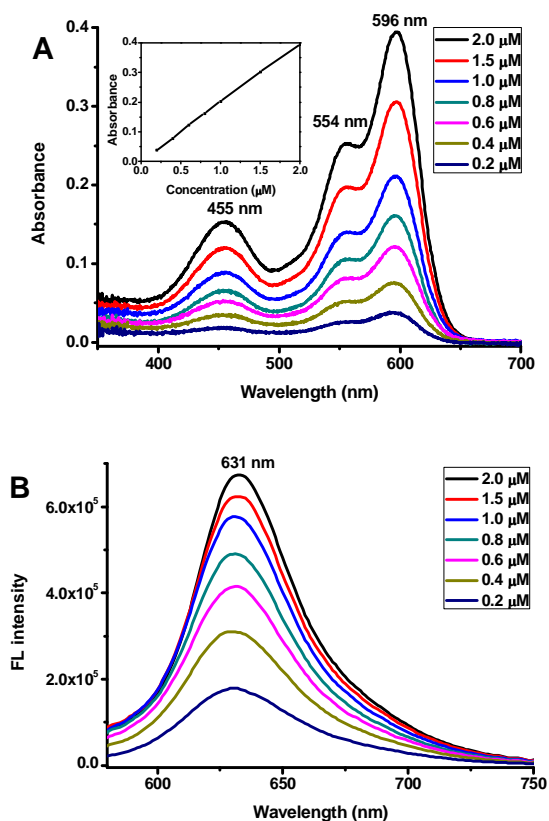 A
596 nm
554 nm
455 nm
2.0 μM
1.5 μM
1.0 μM
0.8 μM
0.6 μM
0.4 μM
0.2 μM
0.4
0.3
0.2
0.1
0.0
Absorbance
0.4
0.3
0.2
0.1
0.0
Absorbance
0.0 0.5 1.0 1.5 2.0
Concentration (μM)
400 500 600 700
Wavelength (nm)
B
631 nm
2.0 μM
1.5 μM
1.0 μM
0.8 μM
0.6 μM
0.4 μM
0.2 μM
6.0x10⁵
4.0x10⁵
2.0x10⁵
0.0
FL intensity
600 650 700 750
Wavelength (nm)